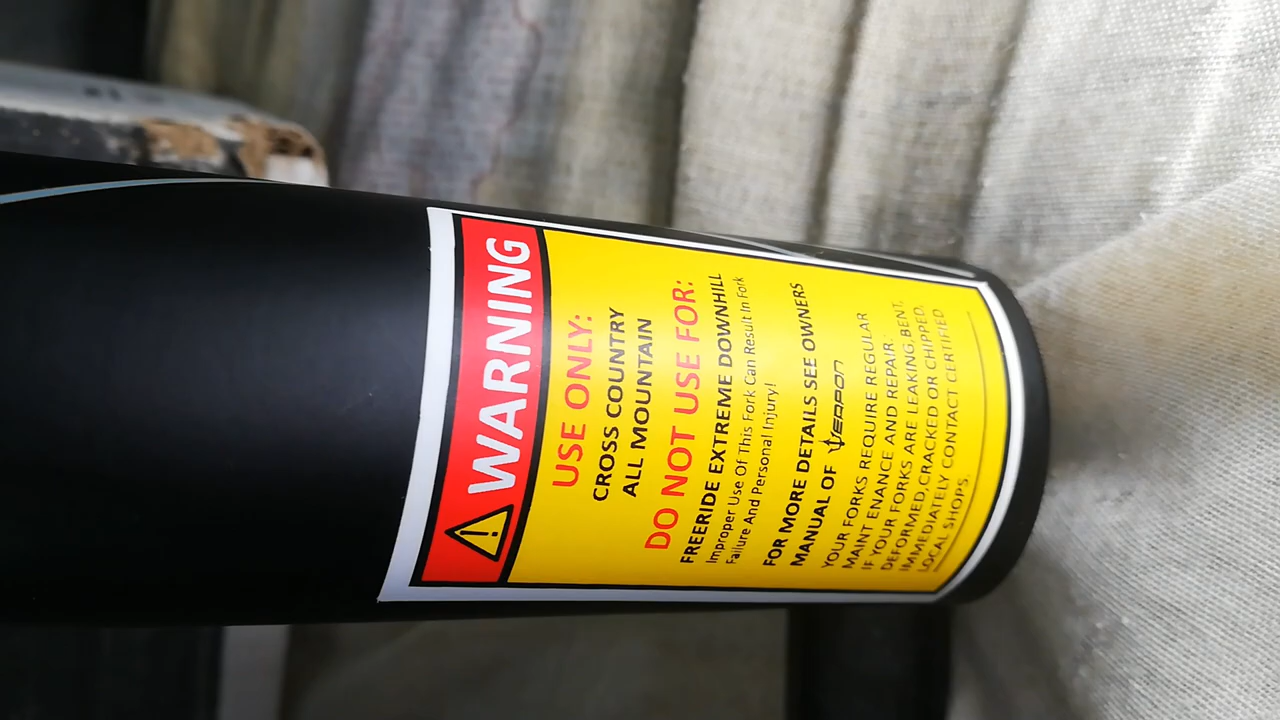 WARNING
USE ONLY:
CROSS COUNTRY
ALL MOUNTAIN
DO NOT USE FOR:
FREERIDE EXTREME DOWNHILL
Improper Use Of This Fork Can Result In Fork
Failure And Personal Injury!
FOR MORE DETAILS SEE OWNERS
MANUAL OF VEAPON
YOUR FORKS REQUIRE REGULAR
MAINT ENANCE AND REPAIR.
IF YOUR FORKS ARE LEAKING,BENT,
DEFORMED,CRACKED OR CHIPPED,
IMMEDIATELY CONTACT CERTIFIED
LOCAL SHOPS.